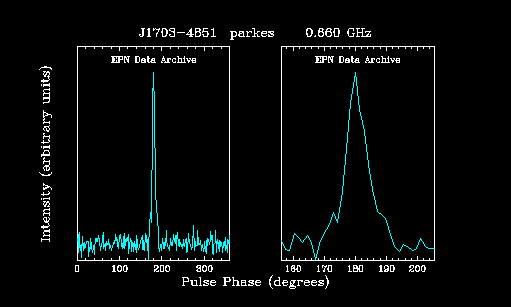 J1703-4851 parkes 0.660 GHz
EPN Data Archive
EPN Data Archive
Intensity (arbitrary units)
0 100 200 300
160 170 180 190 200
Pulse Phase (degrees)